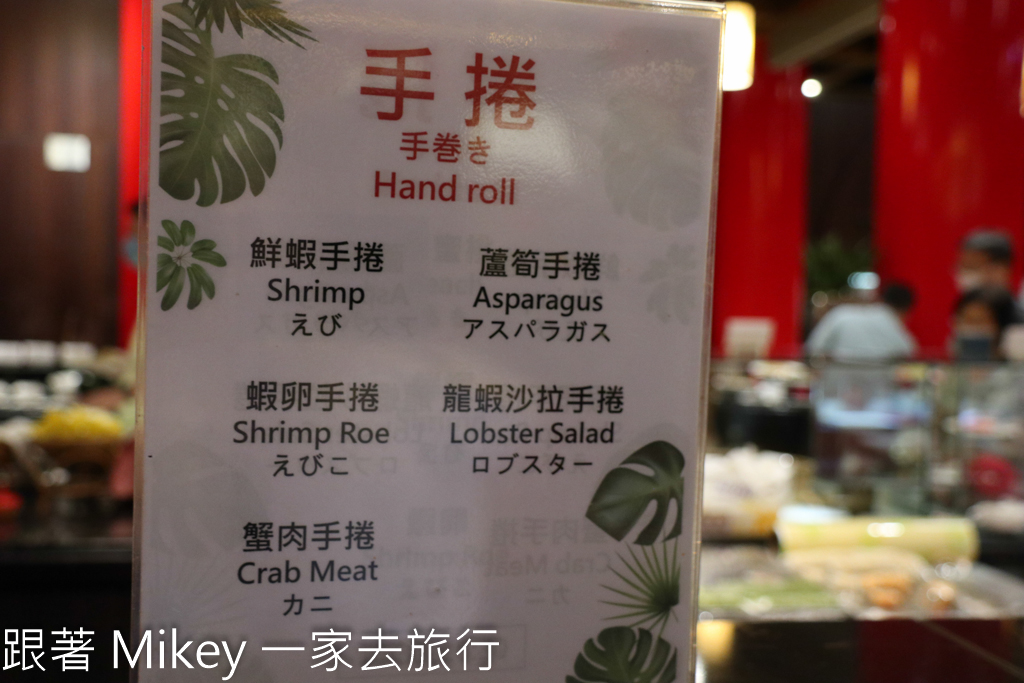 手捲
手巻き
Hand roll
鮮蝦手捲
Shrimp
えび
蘆筍手捲
Asparagus
アスパラガス
蝦卵手捲
Shrimp Roe
えびこ
龍蝦沙拉手捲
Lobster Salad
ロブスター
蟹肉手捲
Crab Meat
カニ
跟著 Mikey 一家去旅行